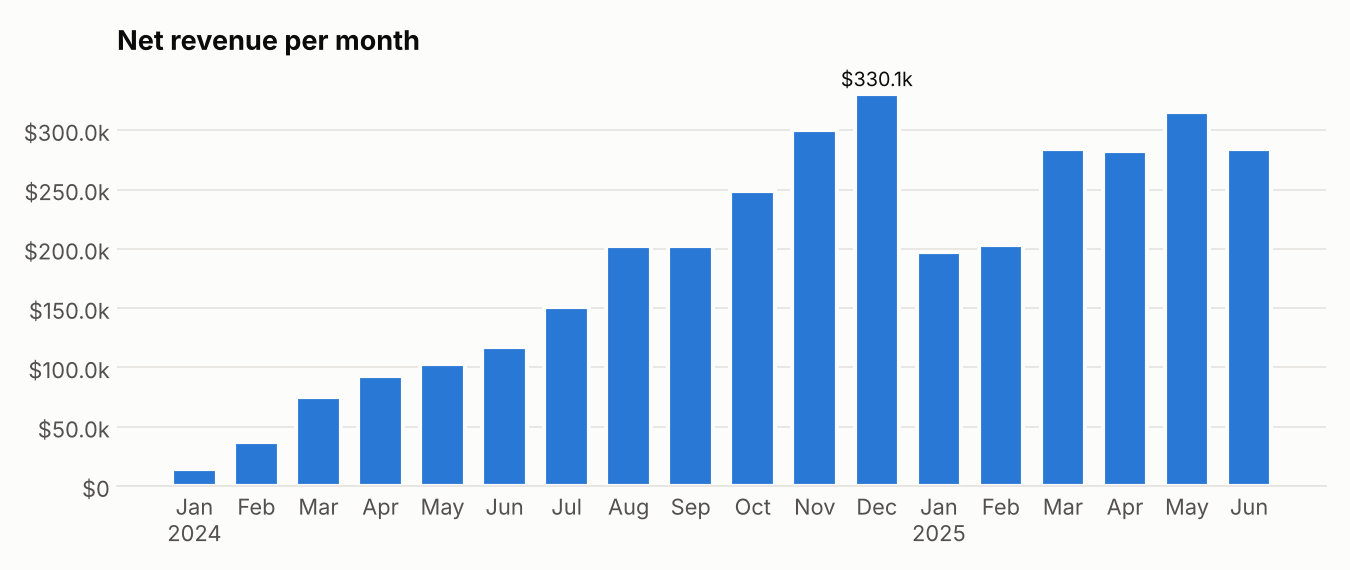 Net revenue per month
$330.1k
$300.0k
$250.0k
$200.0k
$150.0k
$100.0k
$50.0k
$0
Jan Feb Mar Apr May Jun Jul Aug Sep Oct Nov Dec Jan Feb Mar Apr May Jun
2024 2025